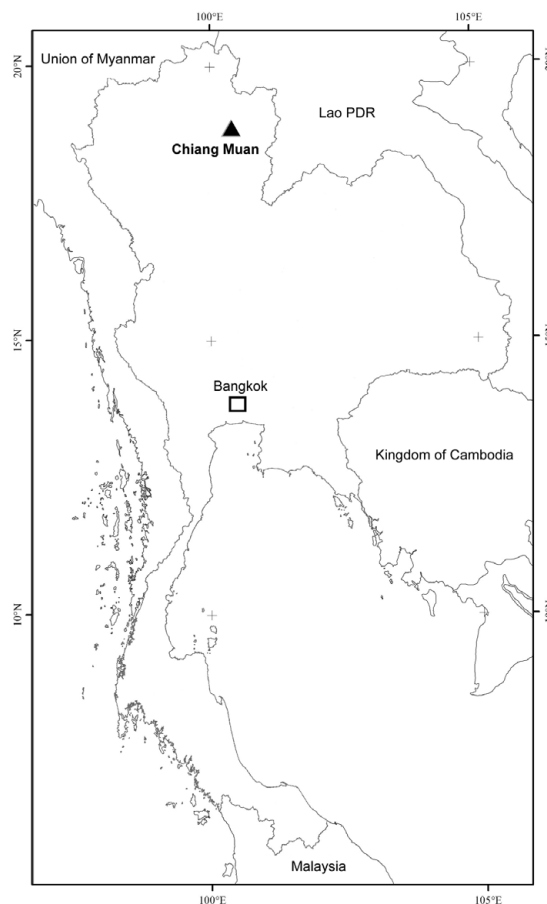 100°E
105°E
20°N
Union of Myanmar
Lao PDR
Chiang Muan
15°N
Bangkok
Kingdom of Cambodia
10°N
Malaysia
100°E
105°E